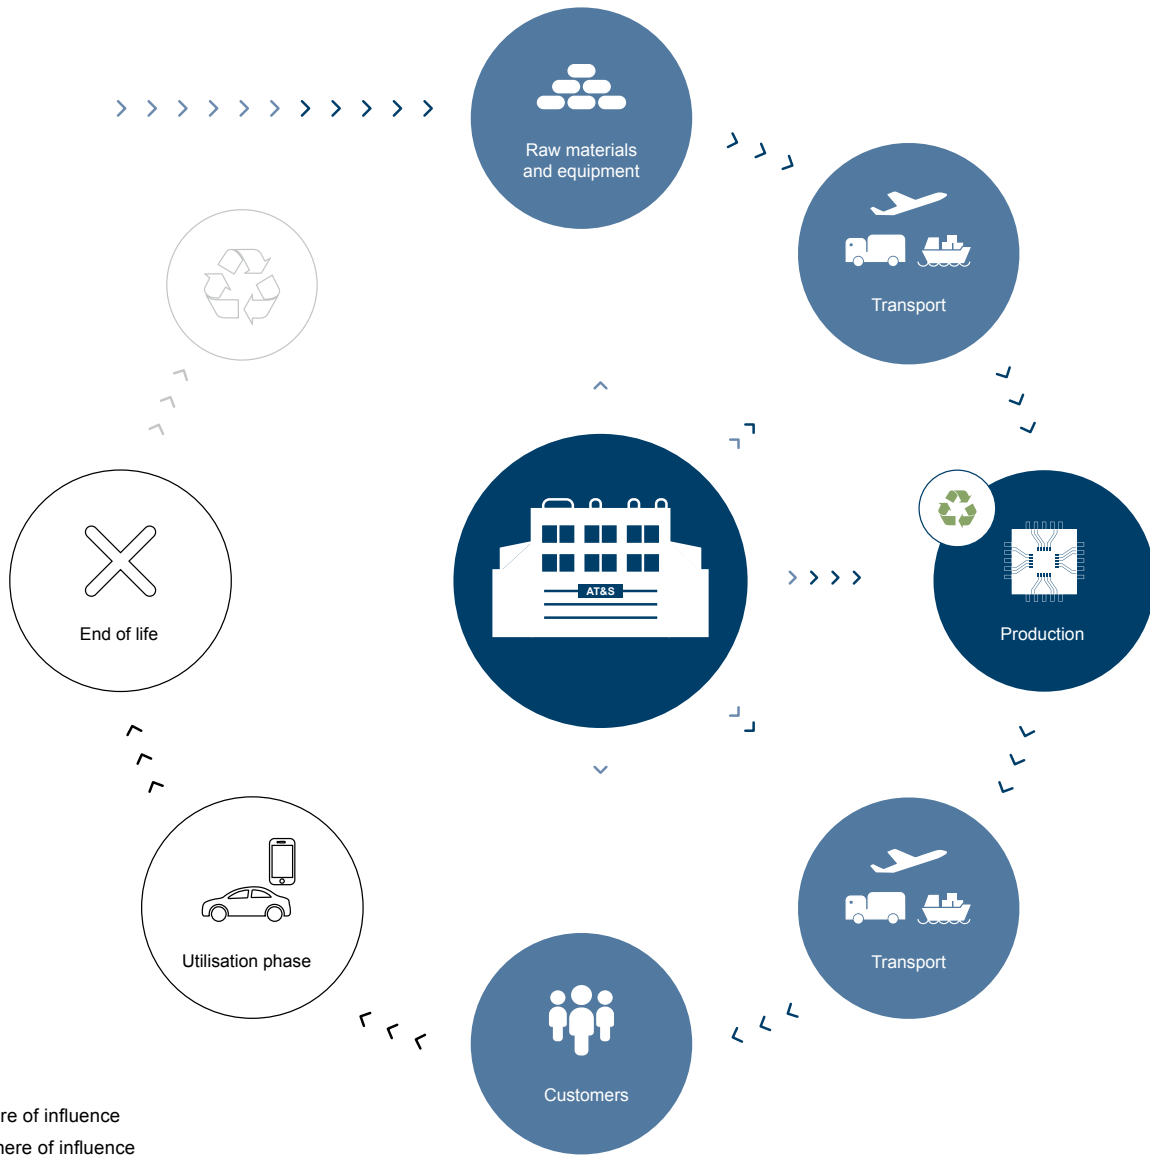 Raw materials
and equipment
Transport
AT&S
End of life
Production
Utilisation phase
Transport
Customers
re of influence
here of influence